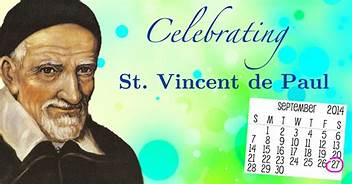 Celebrating
St. Vincent de Paul
SEPTEMBER 2014
S M T W T F S
1 2 3 4 5 6
7 8 9 10 11 12 13
14 15 16 17 18 19 20
21 22 23 24 25 26 27
28 29 30